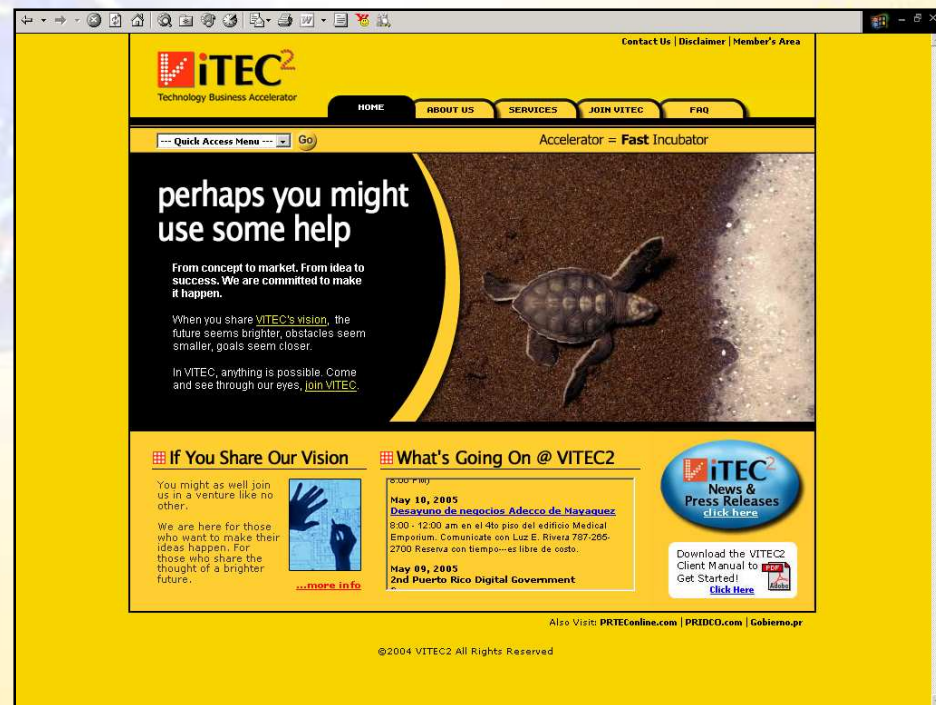 Contact Us | Disclaimer | Member's Area
iTEC2
Technology Business Accelerator
HOME
ABOUT US
SERVICES
JOIN VITEC
FAQ
--- Quick Access Menu ---
Go
Accelerator = Fast Incubator
perhaps you might
use some help
From concept to market. From idea to
success. We are committed to make
it happen.
When you share VITEC's vision, the
future seems brighter, obstacles seem
smaller, goals seem closer.
In VITEC, anything is possible. Come
and see through our eyes, join VITEC.
If You Share Our Vision
You might as well join
us in a venture like no
other.
We are here for those
who want to make their
ideas happen. For
those who share the
thought of a brighter
future.
...more info
What's Going On @ VITEC2
8:00 PM)
May 10, 2005
Desayuno de negocios Adecco de Mayaguez
8:00 - 12:00 am en el 4to piso del edificio Medical
Emporium. Comunicate con Luz E. Rivera 787-265-
2700 Reserva con tiempo---es libre de costo.
May 09, 2005
2nd Puerto Rico Digital Government
iTEC2
News &
Press Releases
click here
Download the VITEC2
Client Manual to
Get Started!
Click Here
PDF
Adobe
Also Visit: PRTEConline.com | PRIDCO.com | Gobierno.pr
©2004 VITEC2 All Rights Reserved